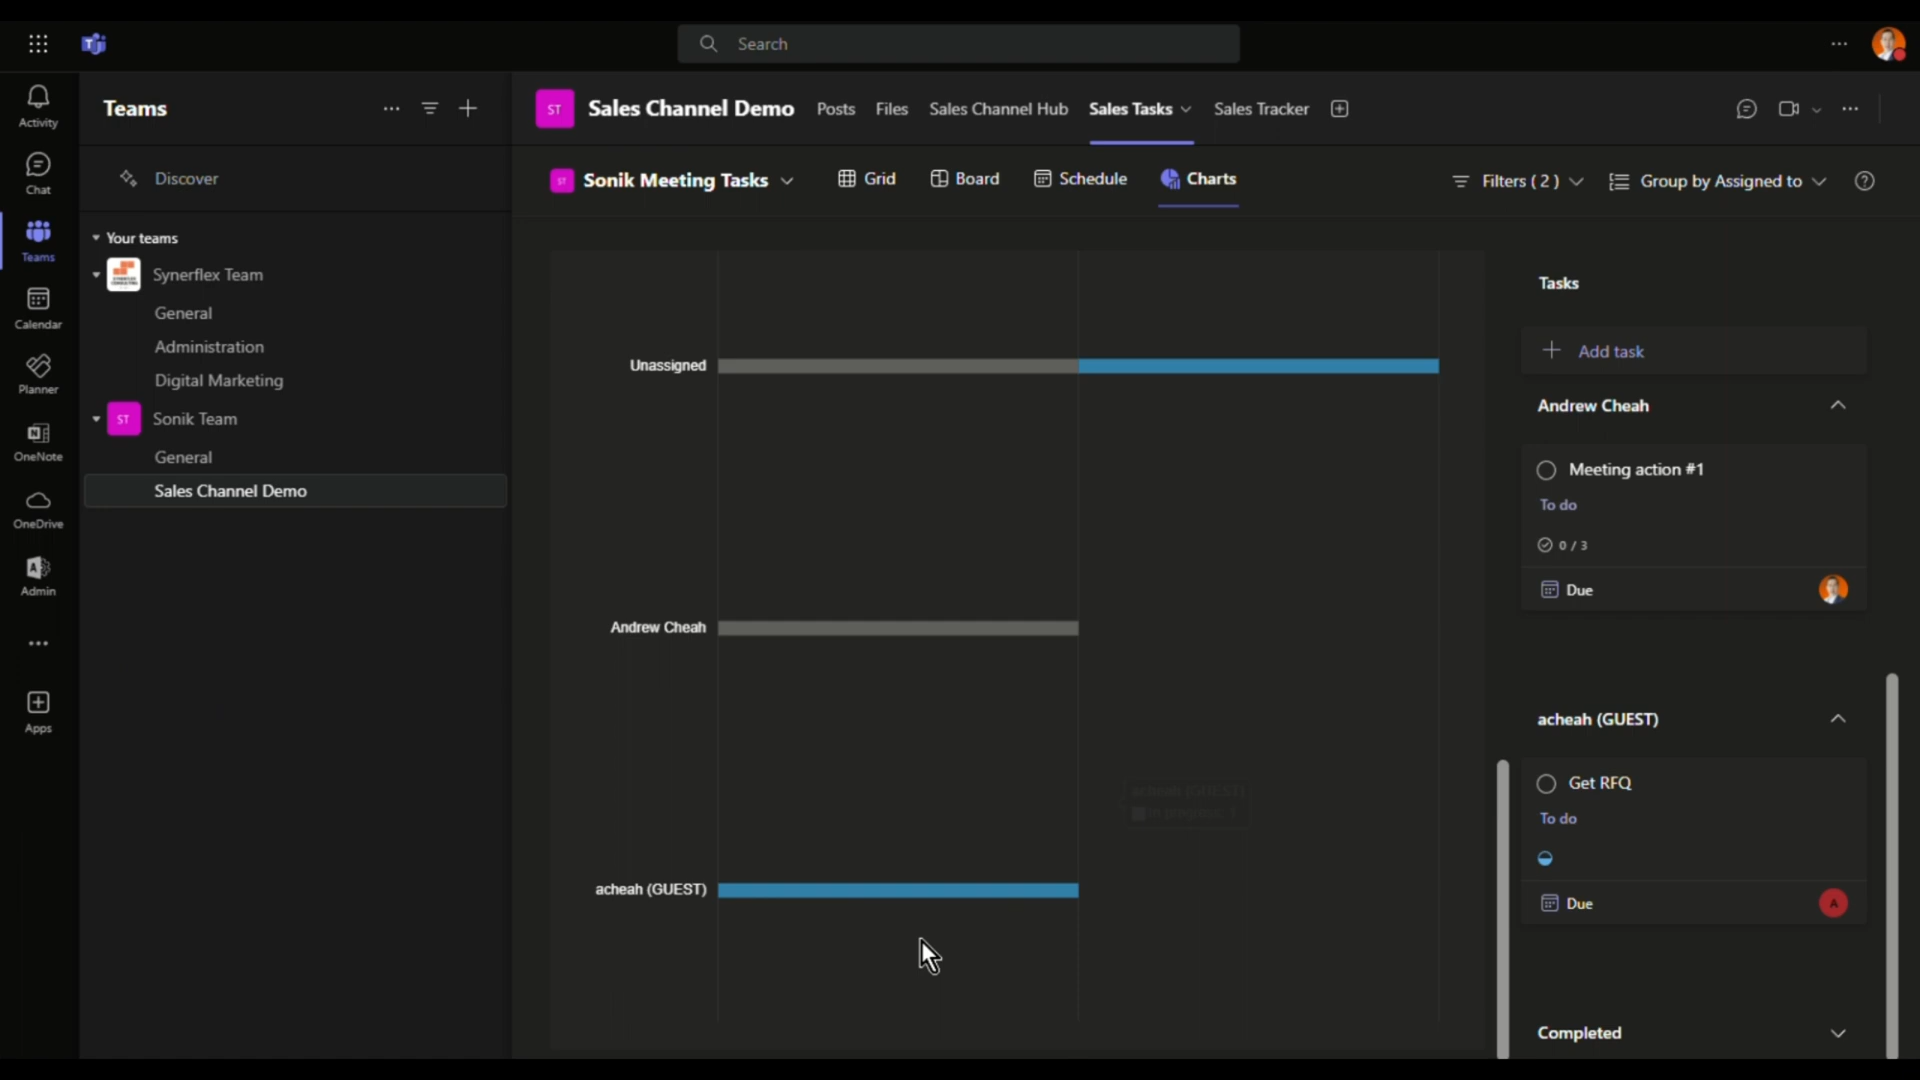 Search
Activity
Chat
Teams
Calendar
Planner
OneNote
OneDrive
Admin
Apps
Teams
Discover
Your teams
Synerflex Team
General
Administration
Digital Marketing
ST Sonik Team
General
Sales Channel Demo
ST Sales Channel Demo Posts Files Sales Channel Hub Sales Tasks Sales Tracker
Sonik Meeting Tasks Grid Board Schedule Charts Filters ( 2 ) Group by Assigned to
Unassigned
Andrew Cheah
acheah (GUEST)
Tasks
Add task
Andrew Cheah
Meeting action #1
To do
0 / 3
Due
acheah (GUEST)
Get RFQ
To do
Due A
Completed